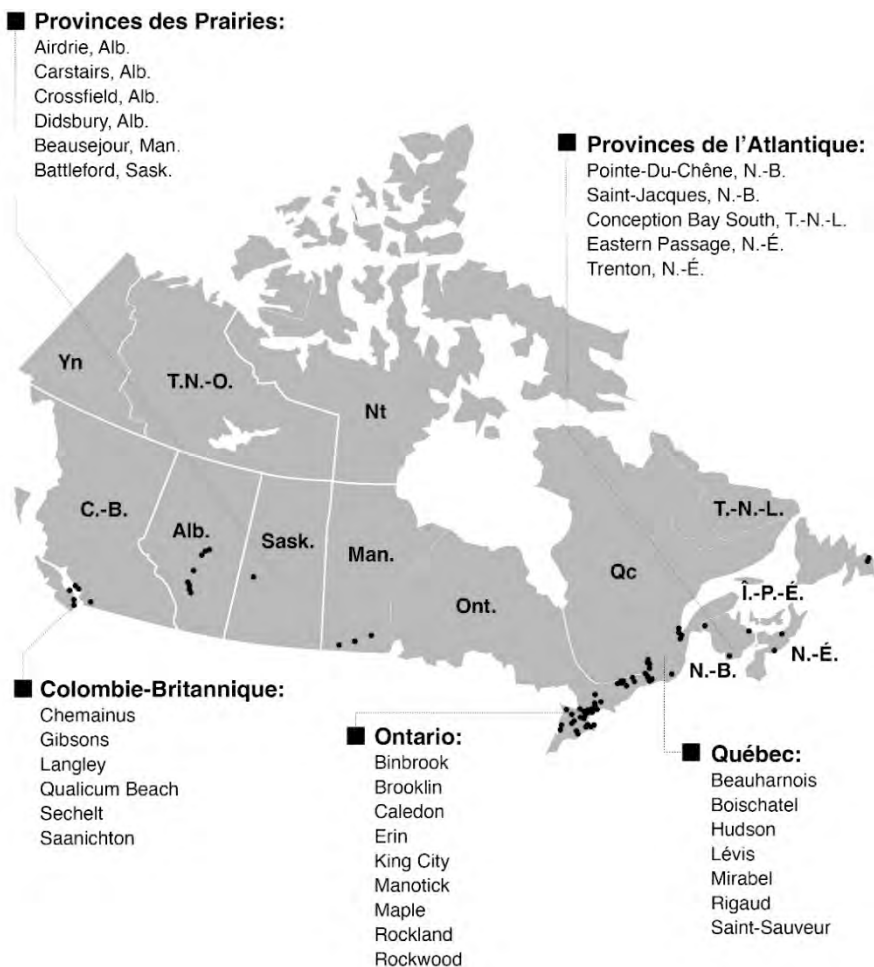 Provinces des Prairies:
Airdrie, Alb.
Carstairs, Alb.
Crossfield, Alb.
Didsbury, Alb.
Beausejour, Man.
Battleford, Sask.
Provinces de l'Atlantique:
Pointe-Du-Chêne, N.-B.
Saint-Jacques, N.-B.
Conception Bay South, T.-N.-L.
Eastern Passage, N.-É.
Trenton, N.-É.
Yn
T.N.-O.
Nt
C.-B.
Alb.
Sask.
Man.
Ont.
Qc
T.-N.-L.
Î.-P.-É.
N.-B.
N.-É.
Colombie-Britannique:
Chemainus
Gibsons
Langley
Qualicum Beach
Sechelt
Saanichton
Ontario:
Binbrook
Brooklin
Caledon
Erin
King City
Manotick
Maple
Rockland
Rockwood
Québec:
Beauharnois
Boischatel
Hudson
Lévis
Mirabel
Rigaud
Saint-Sauveur